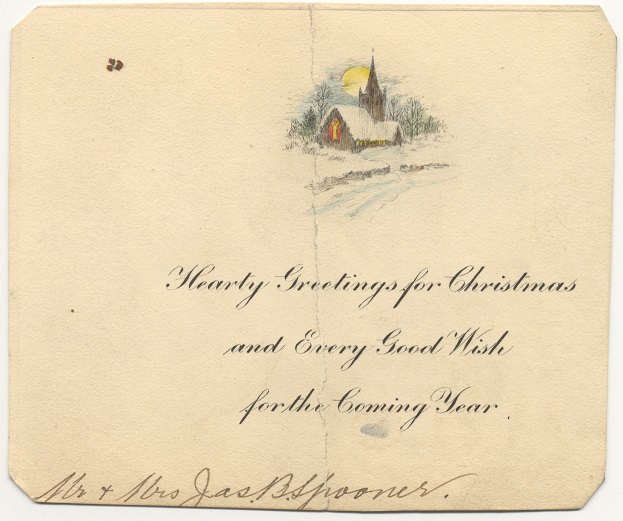 Hearty Greetings for Christmas
and Every Good Wish
for the Coming Year.
Mr + Mrs Jas. B. Spooner.